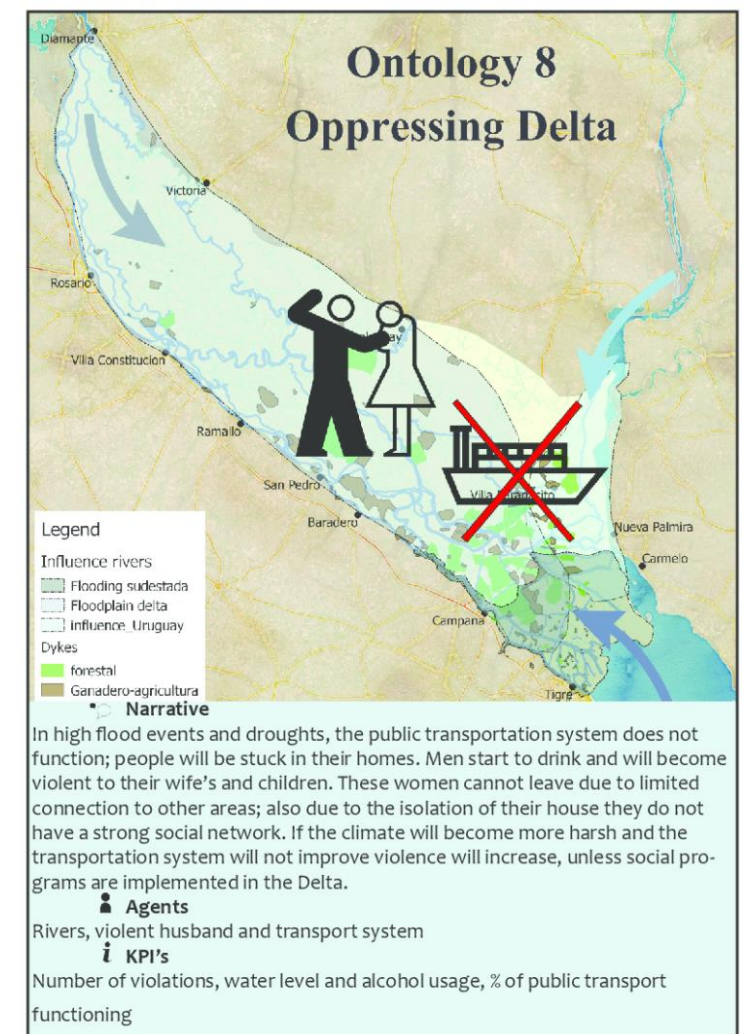 Ontology 8
Oppressing Delta
Diamante
Victoria
Rosario
ay
Villa Constitucion
Ramallo
San Pedro
Villa
Baradero
Nueva Palmira
Carmelo
Campana
Tigre
Legend
Influence rivers
Flooding sudestada
Floodplain delta
influence_Uruguay
Dykes
forestal
Ganadero-agricultura
Narrative
In high flood events and droughts, the public transportation system does not
function; people will be stuck in their homes. Men start to drink and will become
violent to their wife's and children. These women cannot leave due to limited
connection to other areas; also due to the isolation of their house they do not
have a strong social network. If the climate will become more harsh and the
transportation system will not improve violence will increase, unless social pro-
grams are implemented in the Delta.
Agents
Rivers, violent husband and transport system
i KPI's
Number of violations, water level and alcohol usage, % of public transport
functioning